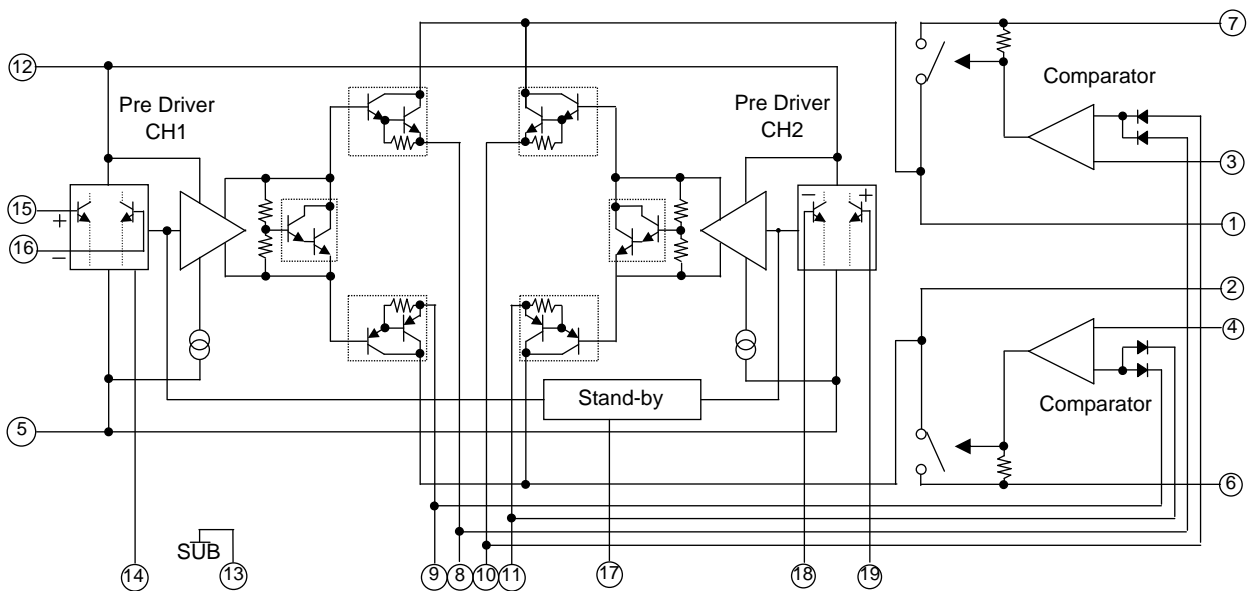 7
12
Comparator
Pre Driver
CH1
Pre Driver
CH2
3
15
+
16
−
− +
1
2
4
Stand-by
Comparator
5
6
SUB
14
13
9
8
10
11
17
18
19